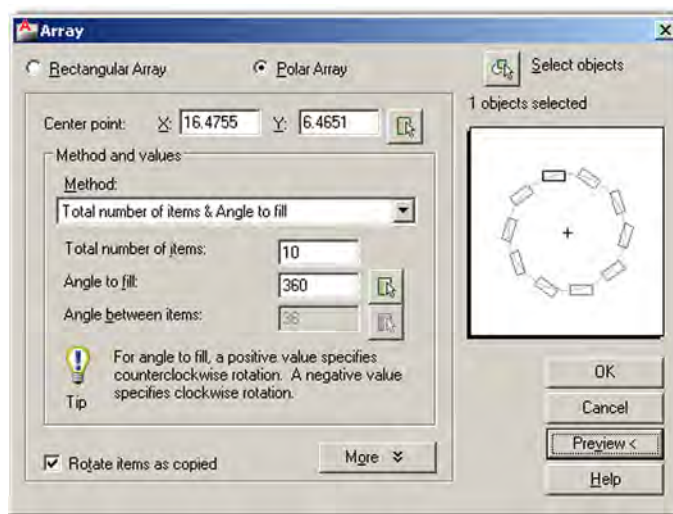 Array
Rectangular Array
Polar Array
Select objects
1 objects selected
Center point: X: 16.4755 Y: 6.4651
Method and values
Method:
Total number of items & Angle to fill
Total number of items: 10
Angle to fill: 360
Angle between items: 36
For angle to fill, a positive value specifies
counterclockwise rotation. A negative value
specifies clockwise rotation.
Tip
Rotate items as copied
More
OK
Cancel
Preview <
Help